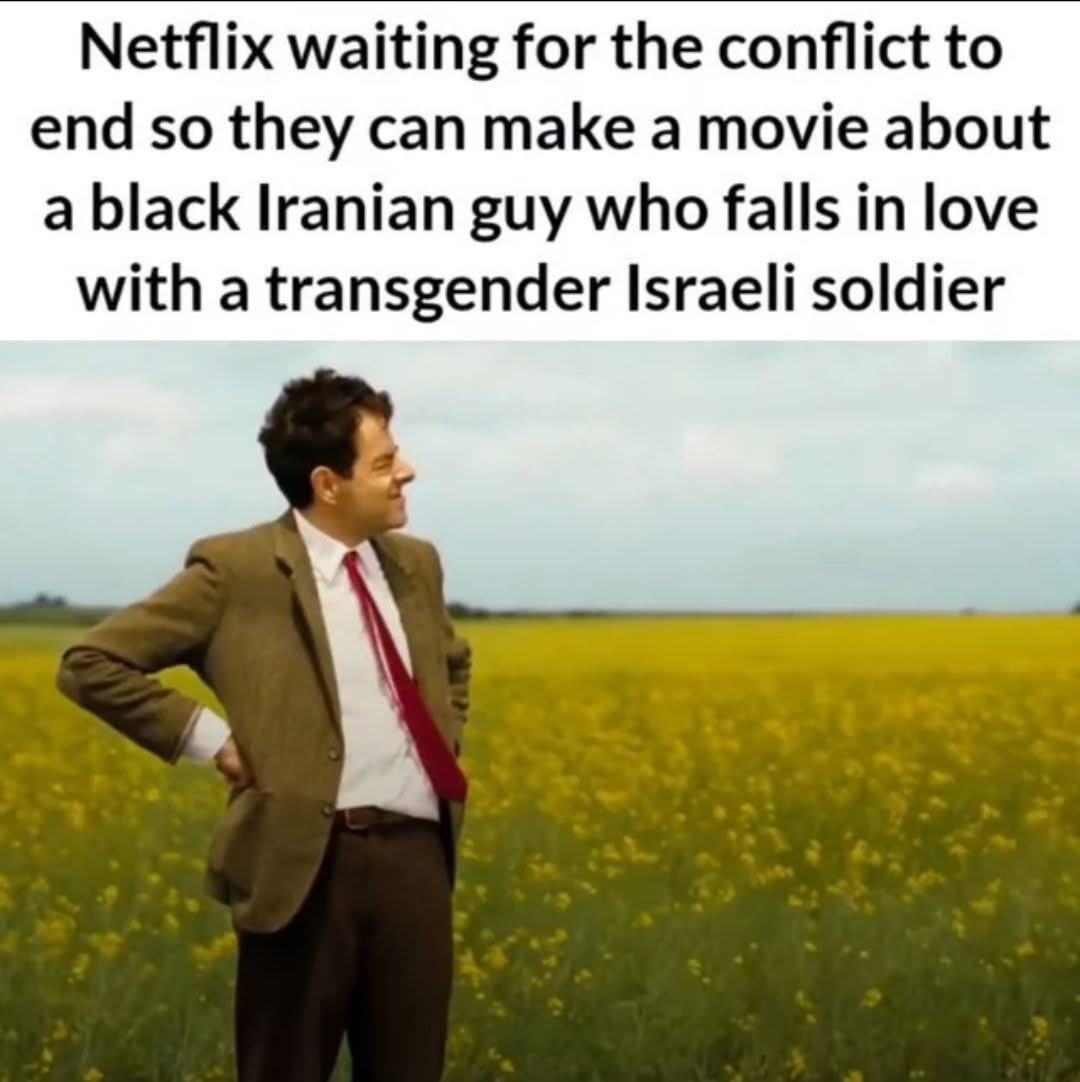 Netflix waiting for the conflict to
end so they can make a movie about
a black Iranian guy who falls in love
with a transgender Israeli soldier